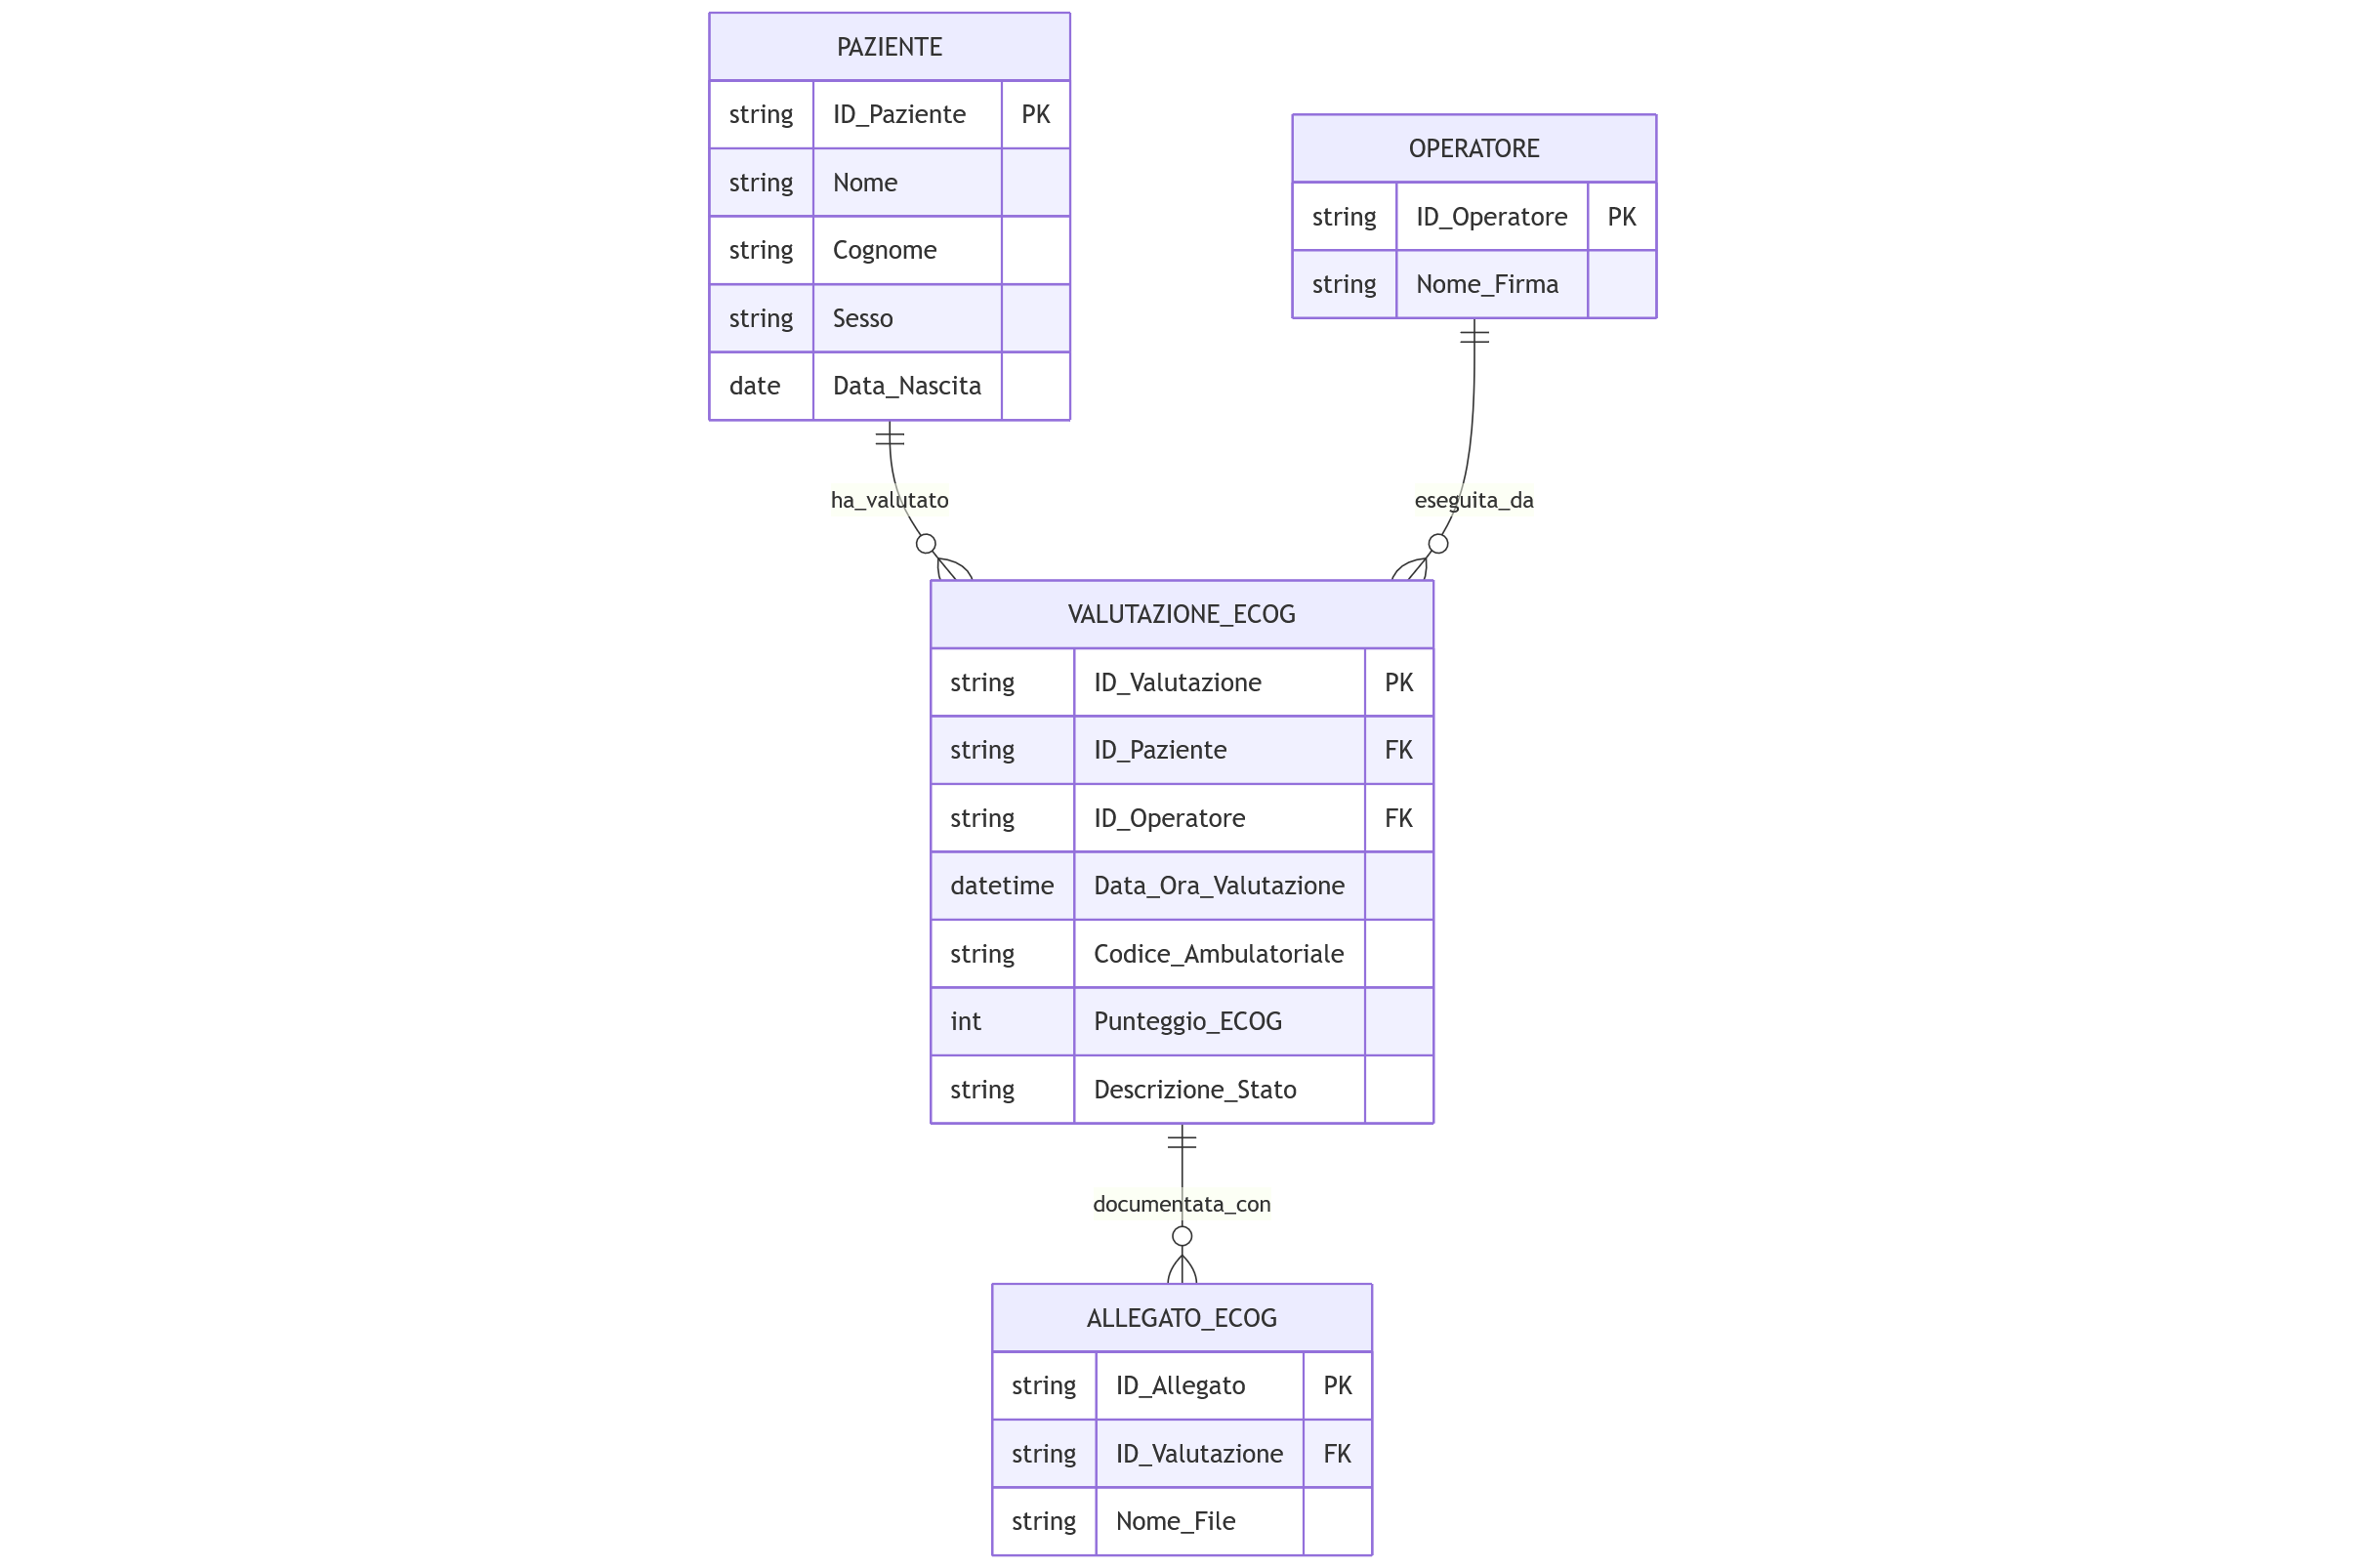 PAZIENTE
string ID_Paziente PK
string Nome
string Cognome
string Sesso
date Data_Nascita
OPERATORE
string ID_Operatore PK
string Nome_Firma
ha_valutato
eseguita_da
VALUTAZIONE_ECOG
string ID_Valutazione PK
string ID_Paziente FK
string ID_Operatore FK
datetime Data_Ora_Valutazione
string Codice_Ambulatoriale
int Punteggio_ECOG
string Descrizione_Stato
documentata_con
ALLEGATO_ECOG
string ID_Allegato PK
string ID_Valutazione FK
string Nome_File